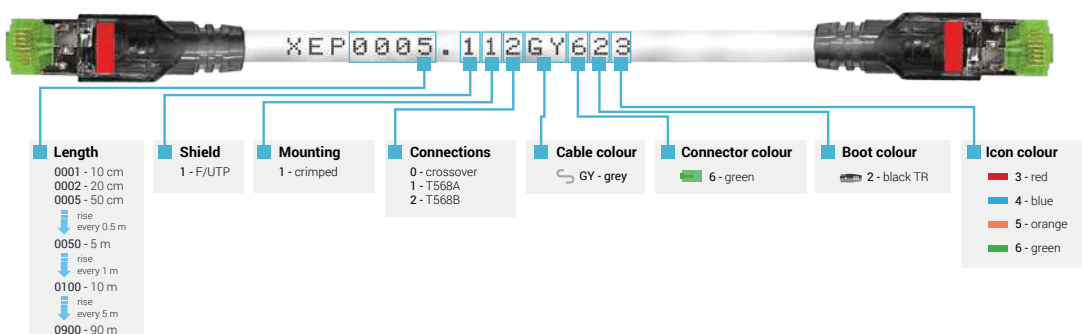 XEP0005.112GY623
Length
0001 - 10 cm
0002 - 20 cm
0005 - 50 cm
rise
every 0.5 m
0050 - 5 m
rise
every 1 m
0100 - 10 m
rise
every 5 m
0900 - 90 m
Shield
1 - F/UTP
Mounting
1 - crimped
Connections
0 - crossover
1 - T568A
2 - T568B
Cable colour
GY - grey
Connector colour
6 - green
Boot colour
2 - black TR
Icon colour
3 - red
4 - blue
5 - orange
6 - green